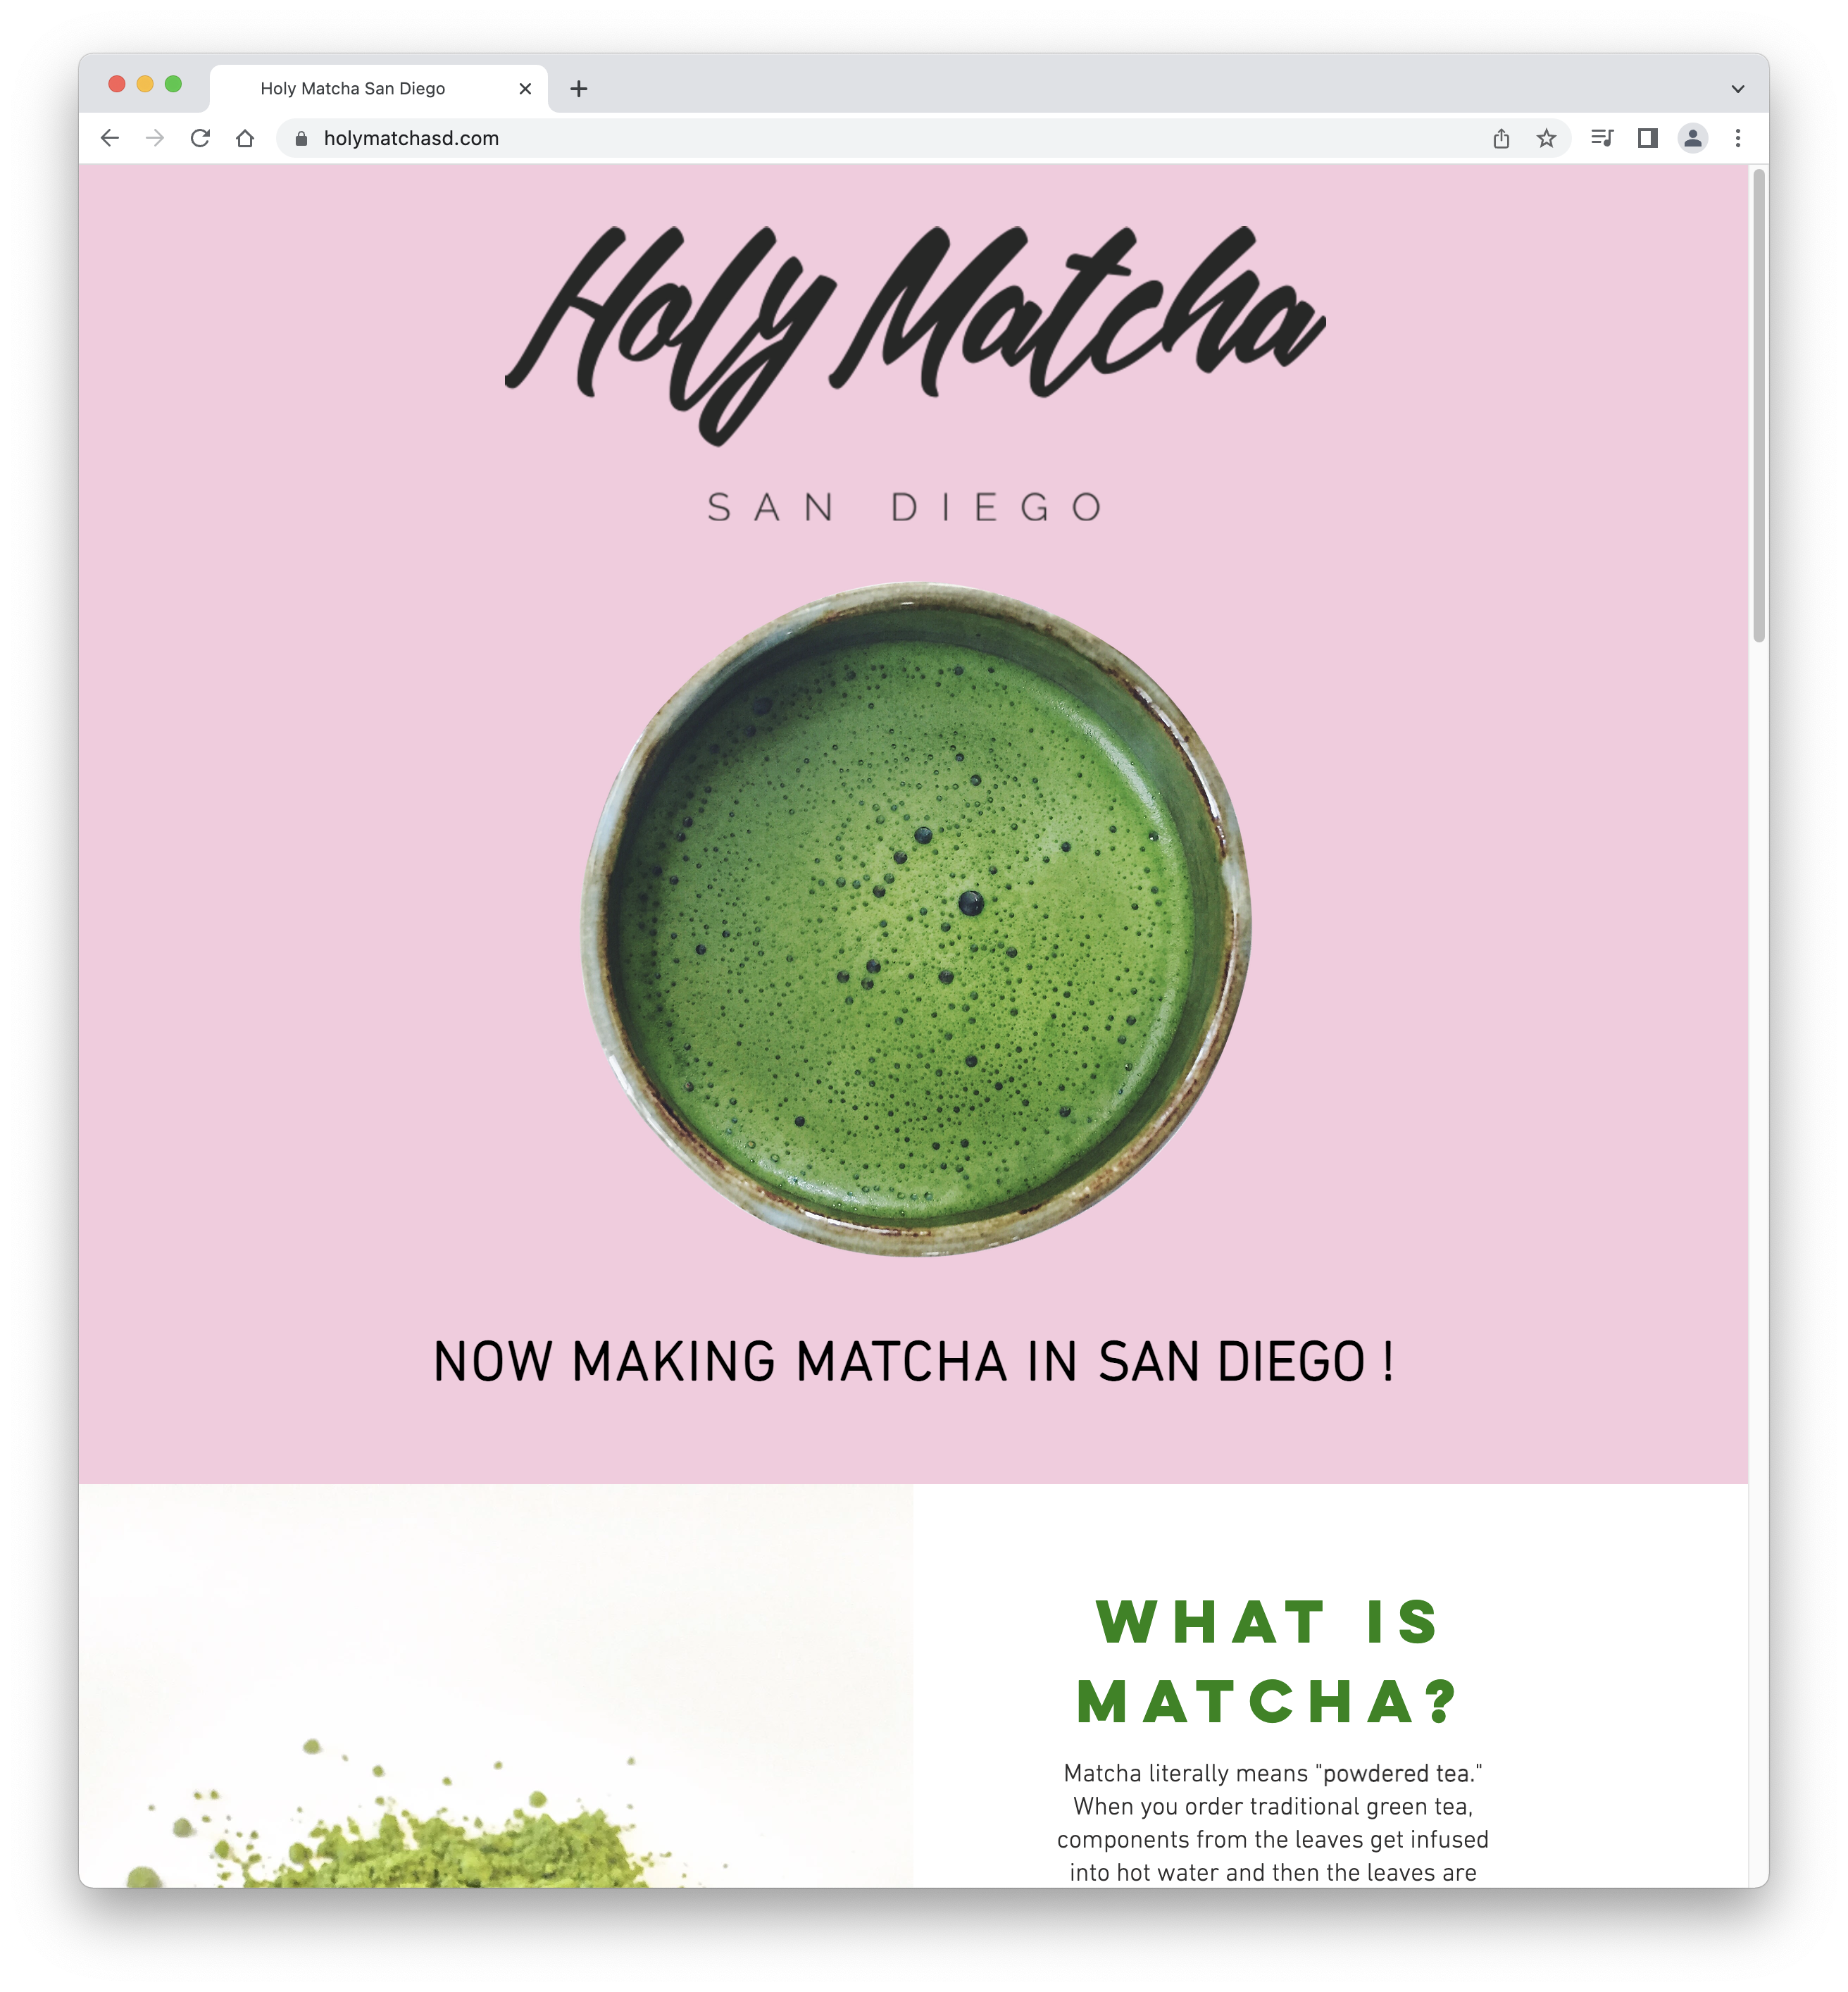 Holy Matcha San Diego
holymatchasd.com
Holy Matcha
SAN DIEGO
NOW MAKING MATCHA IN SAN DIEGO !
WHAT IS
MATCHA?
Matcha literally means "powdered tea."
When you order traditional green tea,
components from the leaves get infused
into hot water and then the leaves are